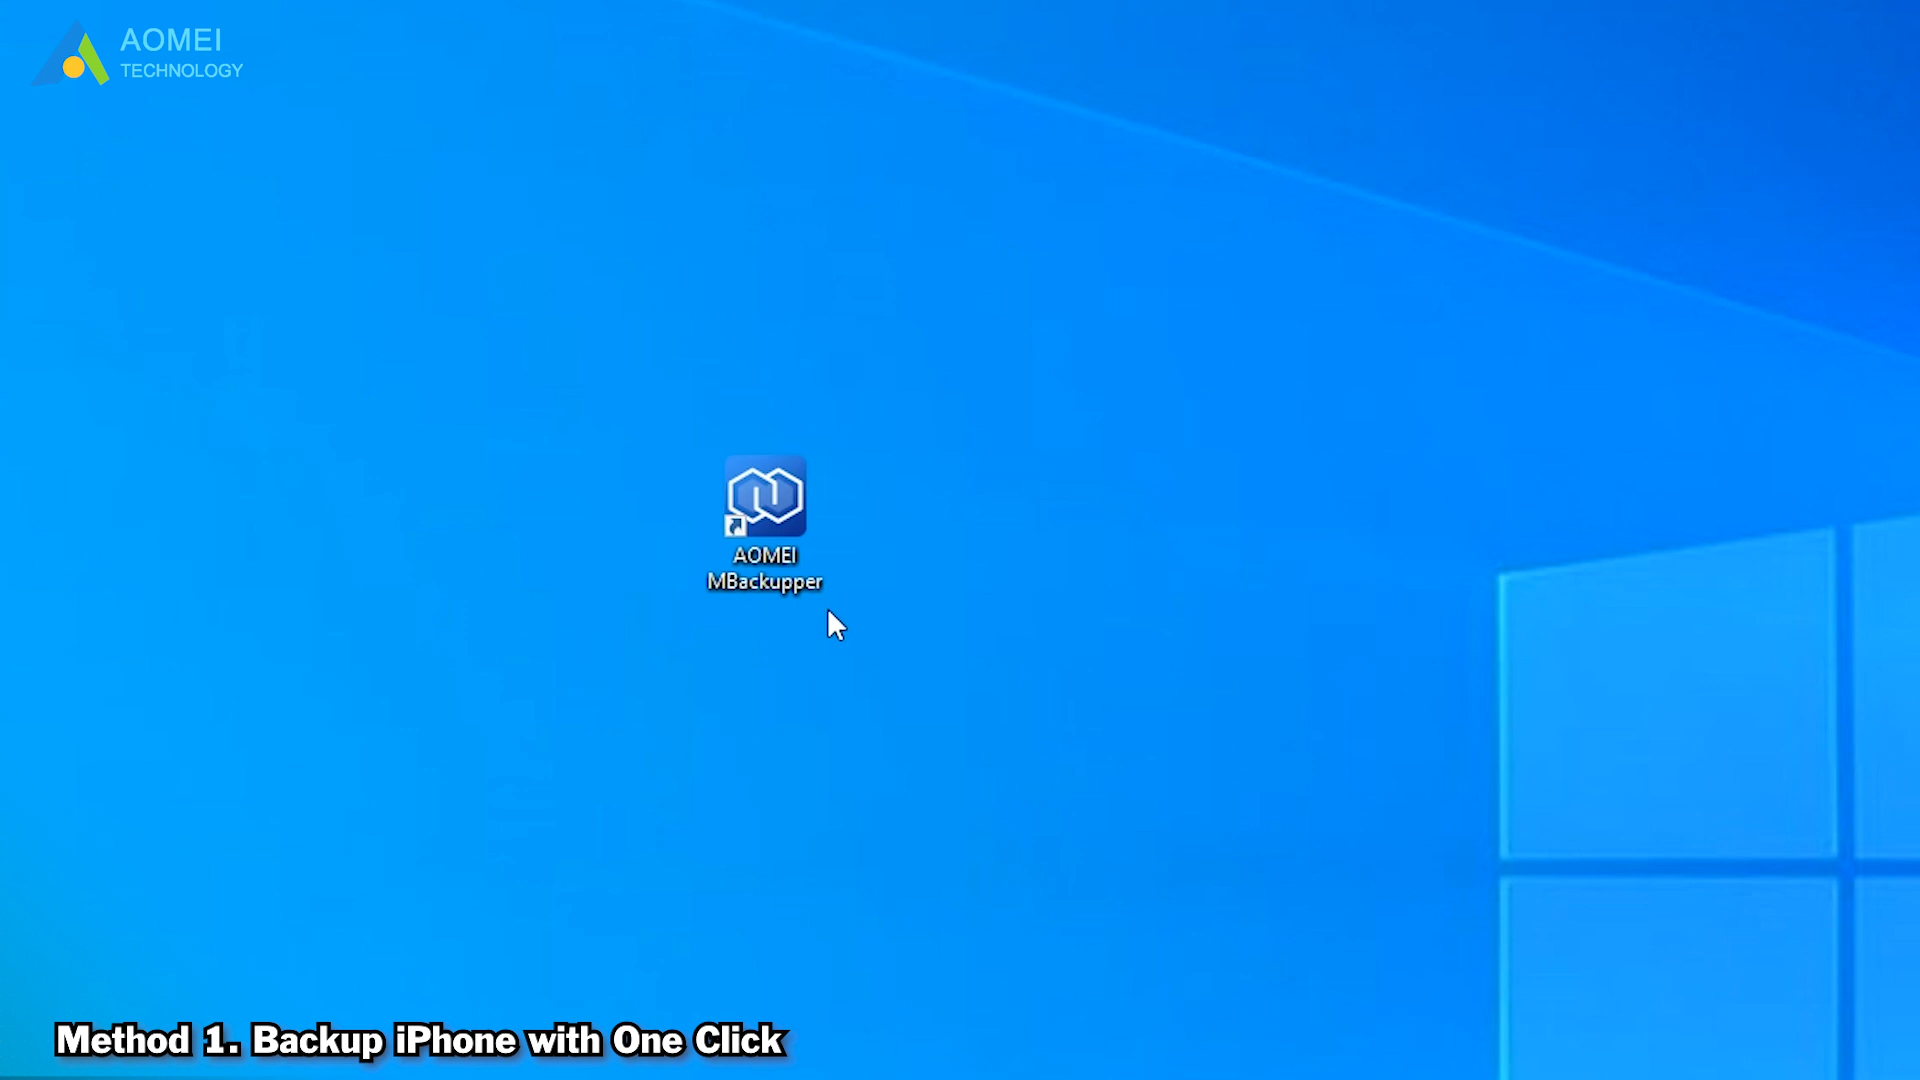 AOMEI
TECHNOLOGY
AOMEI
MBackupper
Method 1. Backup iPhone with One Click